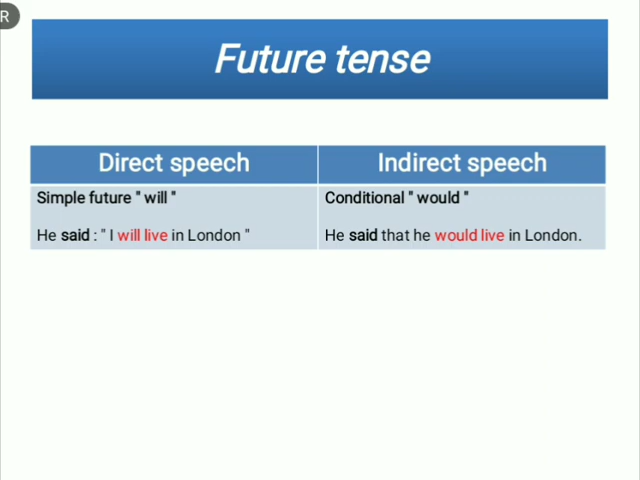 R
Future tense
Direct speech
Indirect speech
Simple future " will "
Conditional " would "
He said : " I will live in London "
He said that he would live in London.